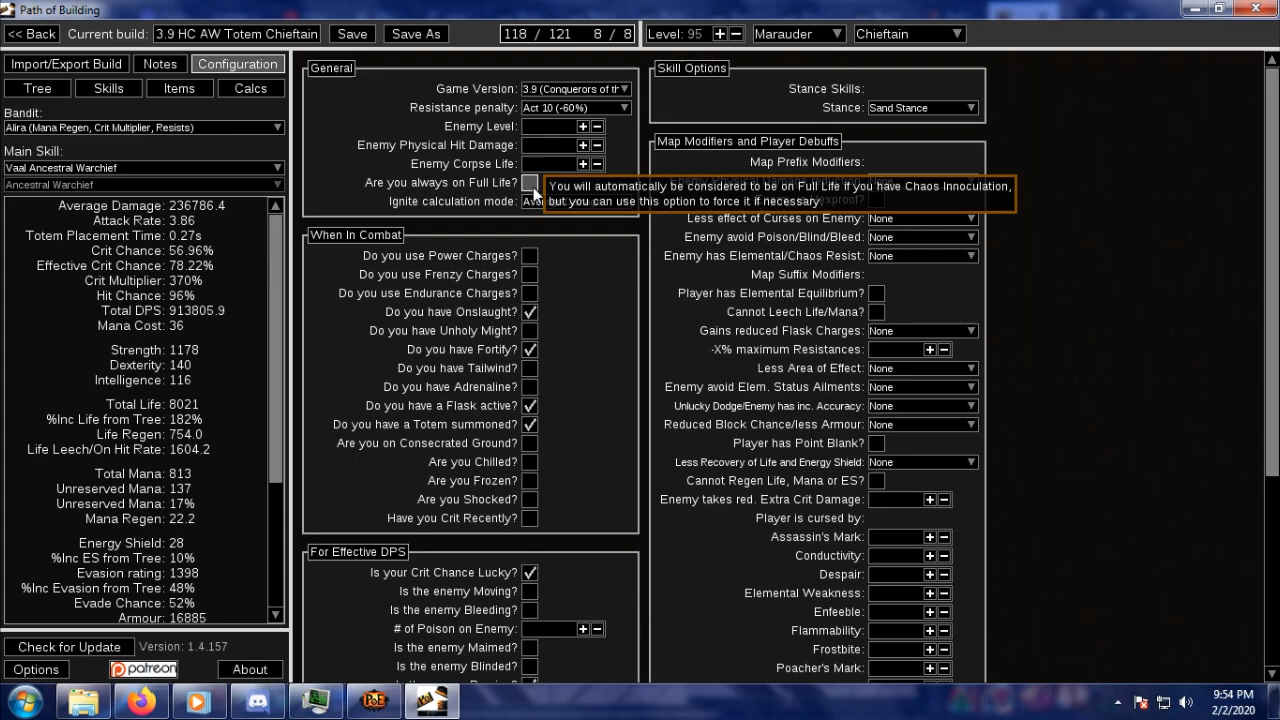 Path of Building
<< Back
Current build: 3.9 HC AW Totem Chieftain
Save
Save As
118 / 121 8 / 8
Level: 95
Marauder
Chieftain
Import/Export Build
Notes
Configuration
Tree
Skills
Items
Calcs
Bandit:
Alira (Mana Regen, Crit Multiplier, Resists)
Main Skill:
Vaal Ancestral Warchief
Ancestral Warchief
Average Damage: 236786.4
Attack Rate: 3.86
Totem Placement Time: 0.27s
Crit Chance: 56.96%
Effective Crit Chance: 78.22%
Crit Multiplier: 370%
Hit Chance: 96%
Total DPS: 913805.9
Mana Cost: 36
Strength: 1178
Dexterity: 140
Intelligence: 116
Total Life: 8021
%Inc Life from Tree: 182%
Life Regen: 754.0
Life Leech/On Hit Rate: 1604.2
Total Mana: 813
Unreserved Mana: 137
Unreserved Mana: 17%
Mana Regen: 22.2
Energy Shield: 28
%Inc ES from Tree: 10%
Evasion rating: 1398
%Inc Evasion from Tree: 48%
Evade Chance: 52%
Armour: 16885
Check for Update
Version: 1.4.157
Options
patreon
About
General
Game Version: 3.9 (Conquerors of th
Resistance penalty: Act 10 (-60%)
Enemy Level:
Enemy Physical Hit Damage:
Enemy Corpse Life:
Are you always on Full Life?
Ignite calculation mode:
You will automatically be considered to be on Full Life if you have Chaos Innoculation,
but you can use this option to force it if necessary.
When In Combat
Do you use Power Charges?
Do you use Frenzy Charges?
Do you use Endurance Charges?
Do you have Onslaught?
Do you have Unholy Might?
Do you have Fortify?
Do you have Tailwind?
Do you have Adrenaline?
Do you have a Flask active?
Do you have a Totem summoned?
Are you on Consecrated Ground?
Are you Chilled?
Are you Frozen?
Are you Shocked?
Have you Crit Recently?
For Effective DPS
Is your Crit Chance Lucky?
Is the enemy Moving?
Is the enemy Bleeding?
# of Poison on Enemy:
Is the enemy Maimed?
Is the enemy Blinded?
Skill Options
Stance Skills:
Stance: Sand Stance
Map Modifiers and Player Debuffs
Map Prefix Modifiers:
Less effect of Curses on Enemy: None
Enemy avoid Poison/Blind/Bleed: None
Enemy has Elemental/Chaos Resist: None
Map Suffix Modifiers:
Player has Elemental Equilibrium?
Cannot Leech Life/Mana?
Gains reduced Flask Charges: None
-X% maximum Resistances:
Less Area of Effect: None
Enemy avoid Elem. Status Ailments: None
Unlucky Dodge/Enemy has inc. Accuracy: None
Reduced Block Chance/less Armour: None
Player has Point Blank?
Less Recovery of Life and Energy Shield: None
Cannot Regen Life, Mana or ES?
Enemy takes red. Extra Crit Damage:
Player is cursed by:
Assassin's Mark:
Conductivity:
Despair:
Elemental Weakness:
Enfeeble:
Flammability:
Frostbite:
Poacher's Mark:
9:54 PM
2/2/2020